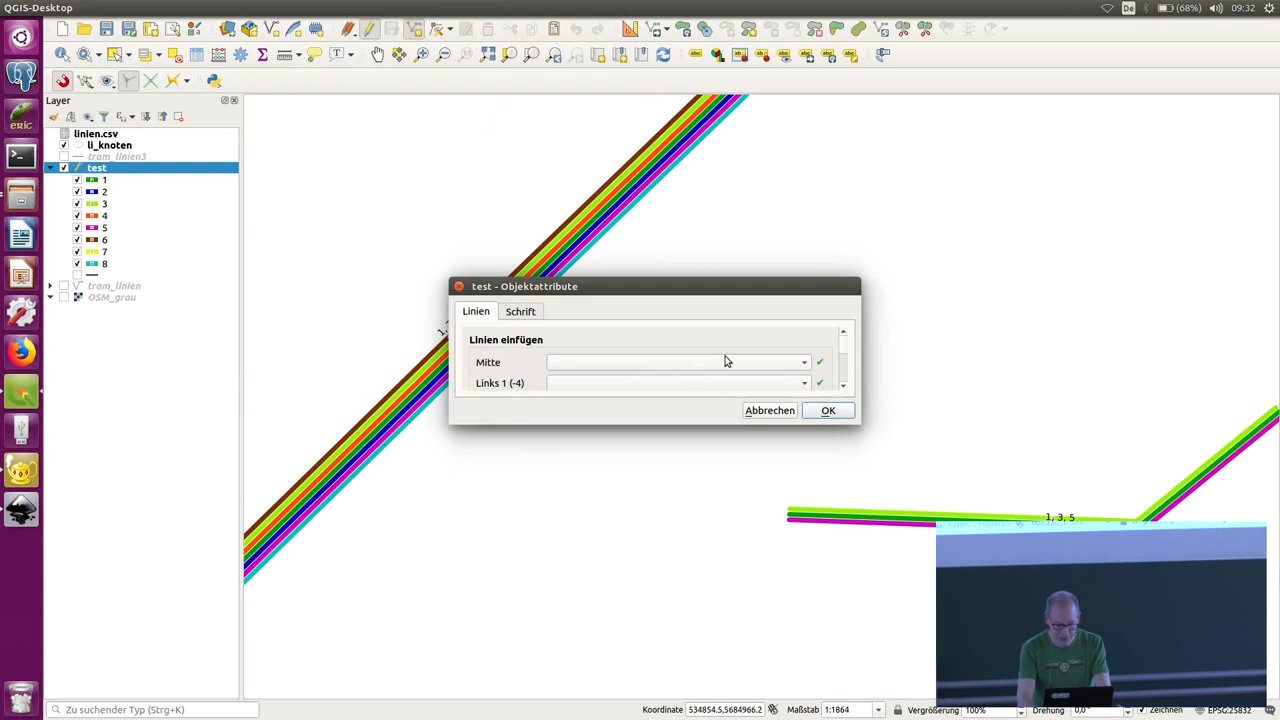 QGIS-Desktop
De
(68%)
09:32
Layer
linien.csv
li_knoten
tram_linien3
test
1
2
3
4
5
6
7
8
tram_linien
OSM_grau
test - Objektattribute
Linien
Schrift
Linien einfügen
Mitte
Links 1 (-4)
Abbrechen
OK
1, 3, 5
Zu suchender Typ (Strg+K)
Koordinate
534854.5,5684966.2
Maßstab
1:1864
Vergrößerung
100%
Drehung
0,0 °
Zeichnen
EPSG:25832